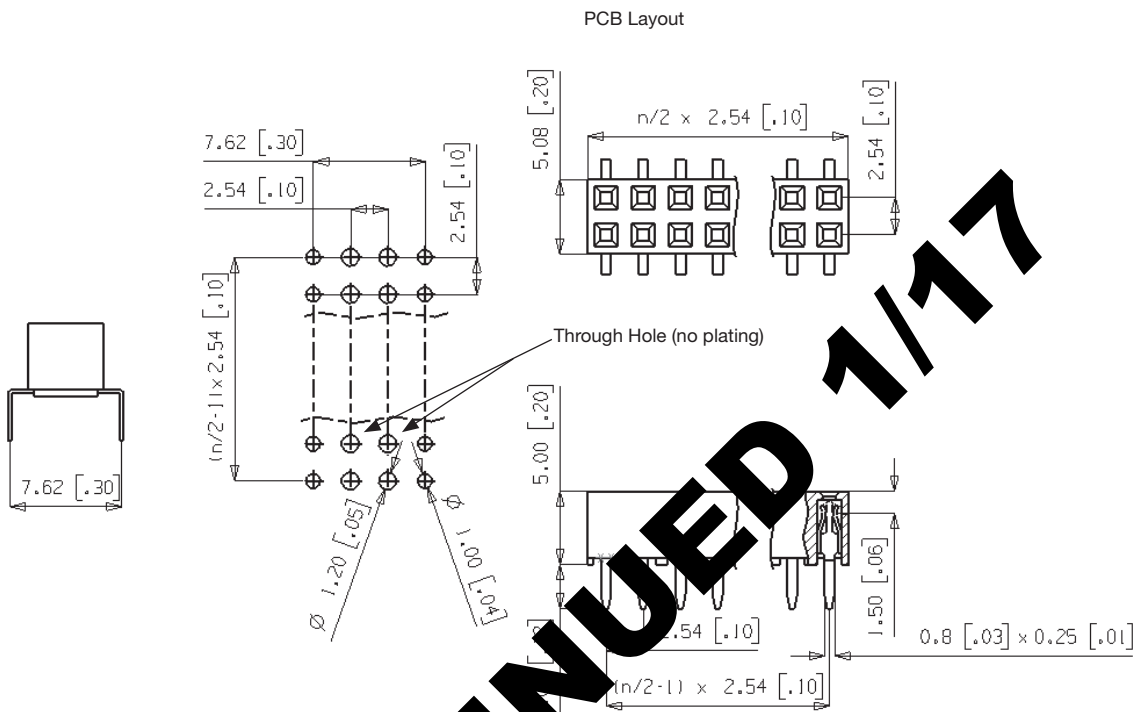 PCB Layout
7.62 [.30]
2.54 [.10]
2.54 [.10]
(n/2-1)x2.54 [.10]
Through Hole (no plating)
Ø 1.20 [.05]
Ø 1.00 [.04]
7.62 [.30]
5.08 [.20]
n/2 x 2.54 [.10]
2.54 [.10]
5.00 [.20]
1.50 [.06]
.54 [.10]
0.8 [.03] x 0.25 [.01]
(n/2-1) x 2.54 [.10]
NUED 1/17